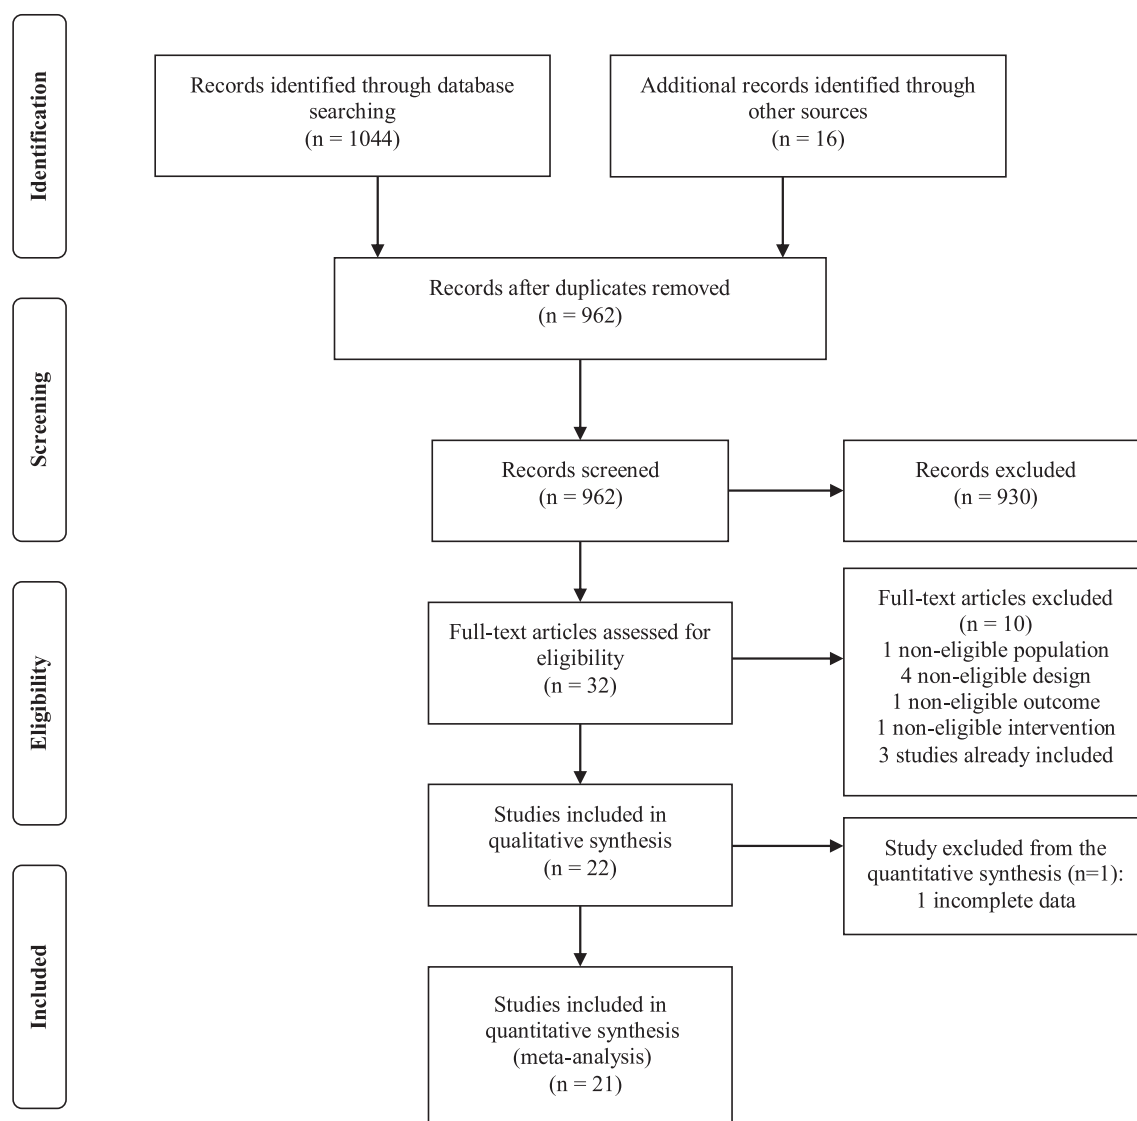 Identification
Records identified through database
searching
(n = 1044)
Additional records identified through
other sources
(n = 16)
Records after duplicates removed
(n = 962)
Screening
Records screened
(n = 962)
Records excluded
(n = 930)
Eligibility
Full-text articles assessed for
eligibility
(n = 32)
Full-text articles excluded
(n = 10)
1 non-eligible population
4 non-eligible design
1 non-eligible outcome
1 non-eligible intervention
3 studies already included
Studies included in
qualitative synthesis
(n = 22)
Study excluded from the
quantitative synthesis (n=1):
1 incomplete data
Included
Studies included in
quantitative synthesis
(meta-analysis)
(n = 21)